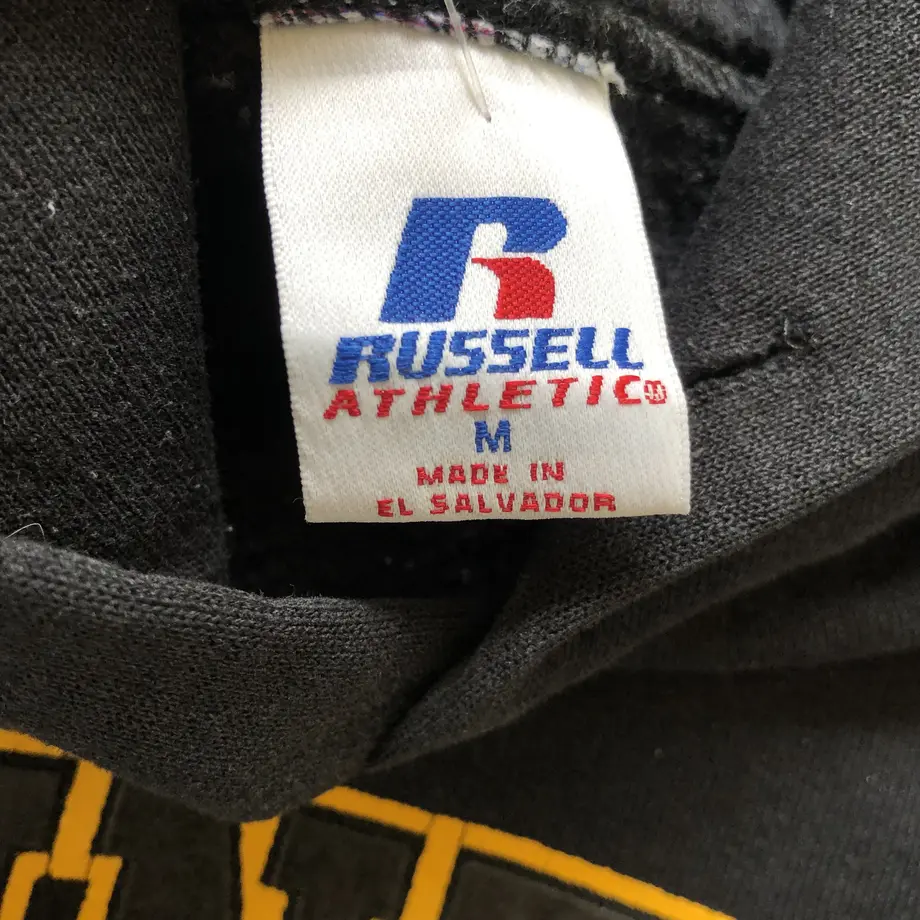 RUSSELL
ATHLETIC®
M
MADE IN
EL SALVADOR